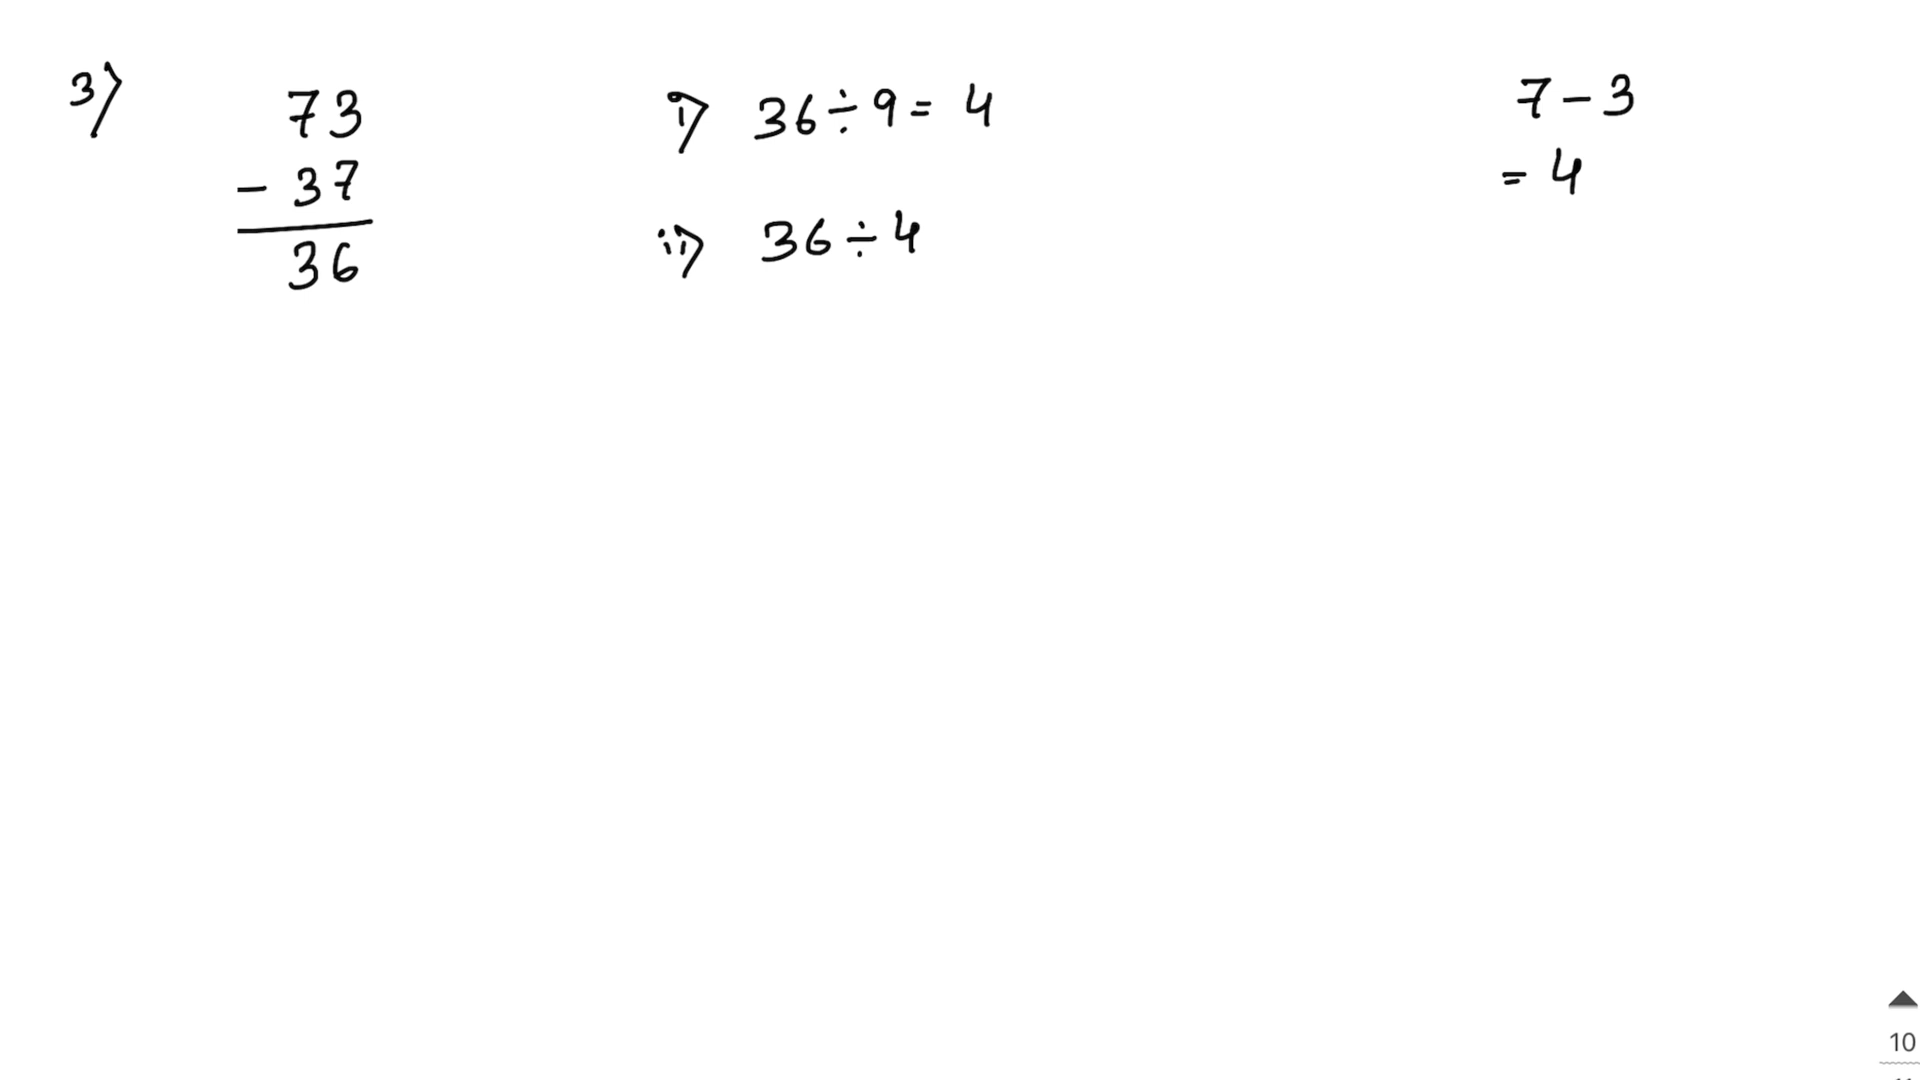 3)
73
- 37
36
i) 36 ÷ 9 = 4
ii) 36 ÷ 4
7 - 3
= 4
10